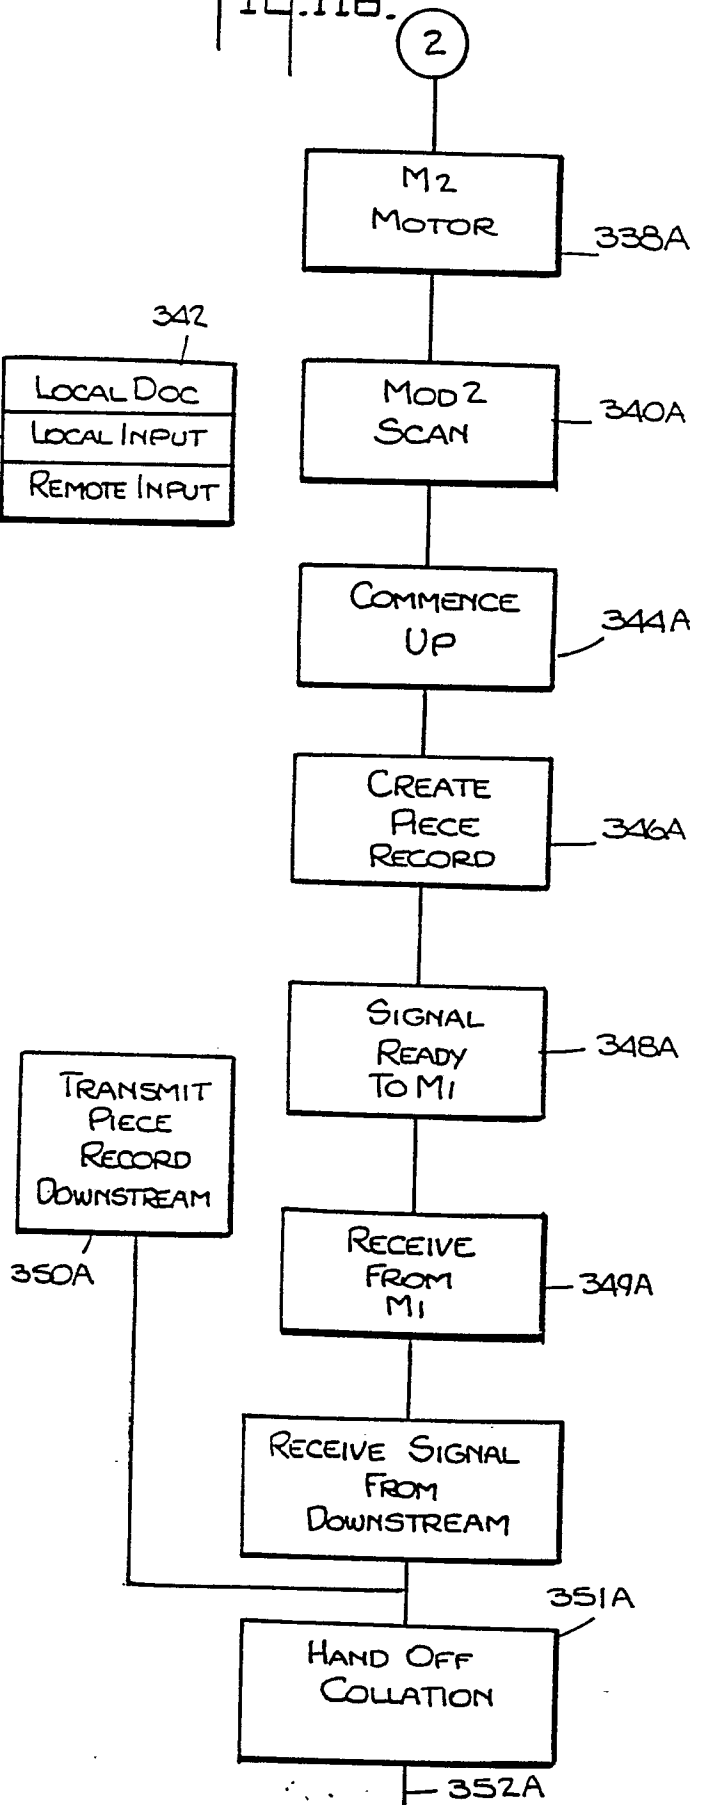 2
M2
MOTOR
338A
342
LOCAL DOC
LOCAL INPUT
REMOTE INPUT
MOD 2
SCAN
340A
COMMENCE
UP
344A
CREATE
PIECE
RECORD
346A
SIGNAL
READY
TO M1
348A
TRANSMIT
PIECE
RECORD
DOWNSTREAM
350A
RECEIVE
FROM
M1
349A
RECEIVE SIGNAL
FROM
DOWNSTREAM
351A
HAND OFF
COLLATION
352A